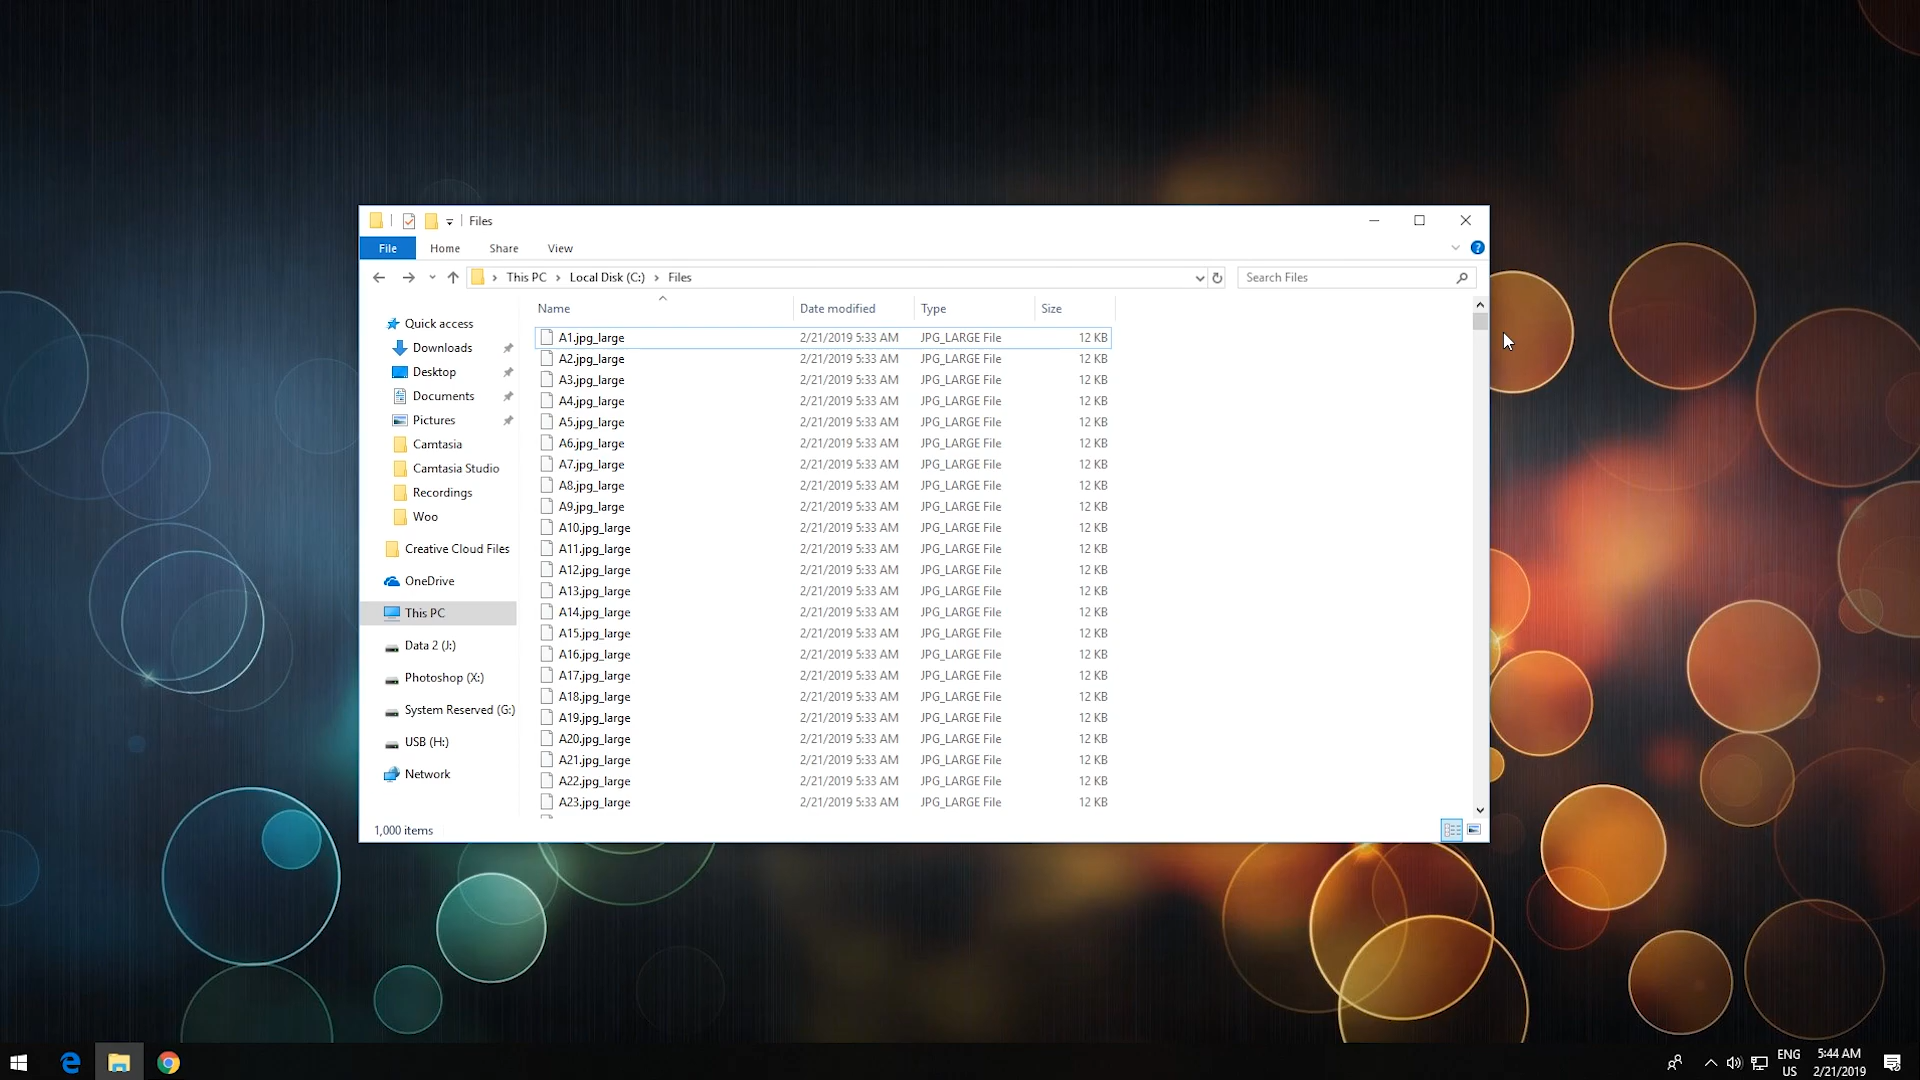 Files
File Home Share View
This PC Local Disk (C:) Files Search Files
Name Date modified Type Size
Quick access
Downloads
Desktop
Documents
Pictures
Camtasia
Camtasia Studio
Recordings
Woo
Creative Cloud Files
OneDrive
This PC
Data 2 (J:)
Photoshop (X:)
System Reserved (G:)
USB (H:)
Network
A1.jpg_large 2/21/2019 5:33 AM JPG_LARGE File 12 KB
A2.jpg_large 2/21/2019 5:33 AM JPG_LARGE File 12 KB
A3.jpg_large 2/21/2019 5:33 AM JPG_LARGE File 12 KB
A4.jpg_large 2/21/2019 5:33 AM JPG_LARGE File 12 KB
A5.jpg_large 2/21/2019 5:33 AM JPG_LARGE File 12 KB
A6.jpg_large 2/21/2019 5:33 AM JPG_LARGE File 12 KB
A7.jpg_large 2/21/2019 5:33 AM JPG_LARGE File 12 KB
A8.jpg_large 2/21/2019 5:33 AM JPG_LARGE File 12 KB
A9.jpg_large 2/21/2019 5:33 AM JPG_LARGE File 12 KB
A10.jpg_large 2/21/2019 5:33 AM JPG_LARGE File 12 KB
A11.jpg_large 2/21/2019 5:33 AM JPG_LARGE File 12 KB
A12.jpg_large 2/21/2019 5:33 AM JPG_LARGE File 12 KB
A13.jpg_large 2/21/2019 5:33 AM JPG_LARGE File 12 KB
A14.jpg_large 2/21/2019 5:33 AM JPG_LARGE File 12 KB
A15.jpg_large 2/21/2019 5:33 AM JPG_LARGE File 12 KB
A16.jpg_large 2/21/2019 5:33 AM JPG_LARGE File 12 KB
A17.jpg_large 2/21/2019 5:33 AM JPG_LARGE File 12 KB
A18.jpg_large 2/21/2019 5:33 AM JPG_LARGE File 12 KB
A19.jpg_large 2/21/2019 5:33 AM JPG_LARGE File 12 KB
A20.jpg_large 2/21/2019 5:33 AM JPG_LARGE File 12 KB
A21.jpg_large 2/21/2019 5:33 AM JPG_LARGE File 12 KB
A22.jpg_large 2/21/2019 5:33 AM JPG_LARGE File 12 KB
A23.jpg_large 2/21/2019 5:33 AM JPG_LARGE File 12 KB
1,000 items
ENG 5:44 AM
US 2/21/2019